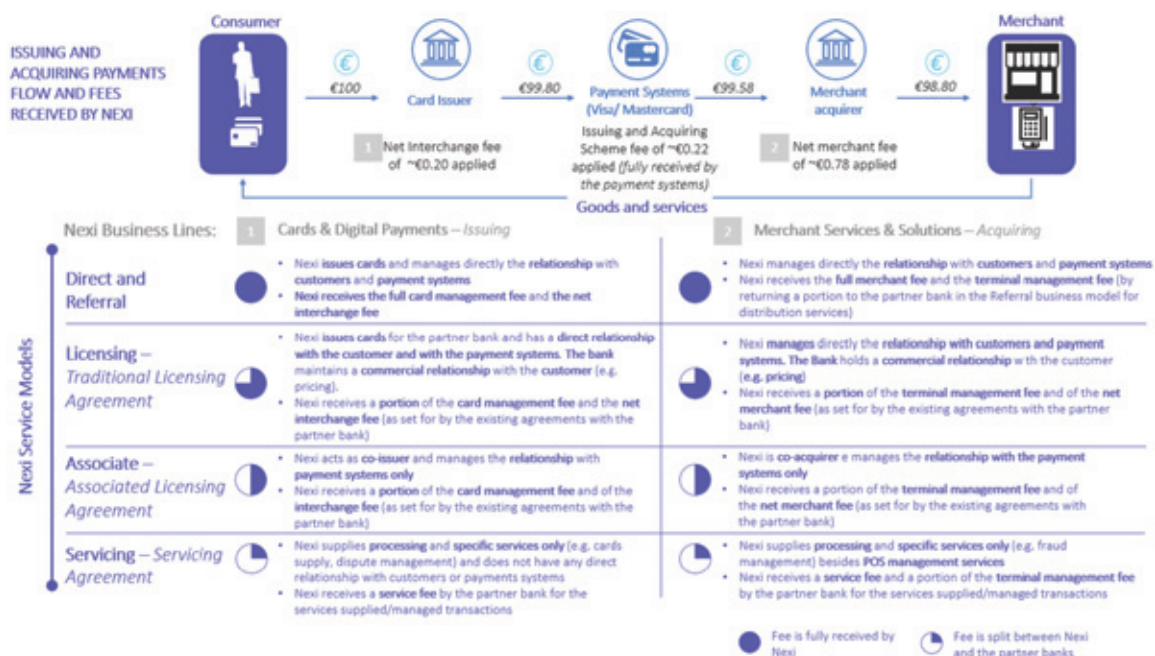 Consumer
Merchant
ISSUING AND
ACQUIRING PAYMENTS
FLOW AND FEES
RECEIVED BY NEXI
€
€
€
€
€100
€99.80
€99.58
€98.80
Card Issuer
Payment Systems
(Visa/ Mastercard)
Merchant
acquirer
1
Net Interchange fee
of ~€0.20 applied
Issuing and Acquiring
Scheme fee of ~€0.22
applied (fully received by
the payment systems)
2
Net merchant fee
of ~€0.78 applied
Goods and services
Nexi Business Lines:
1
Cards & Digital Payments – Issuing
2
Merchant Services & Solutions – Acquiring
Nexi Service Models
Direct and
Referral
• Nexi issues cards and manages directly the relationship with
customers and payment systems
• Nexi receives the full card management fee and the net
interchange fee
• Nexi manages directly the relationship with customers and payment systems
• Nexi receives the full merchant fee and the terminal management fee (by
returning a portion to the partner bank in the Referral business model for
distribution services)
Licensing –
Traditional Licensing
Agreement
• Nexi issues cards for the partner bank and has a direct relationship
with the customer and with the payment systems. The bank
maintains a commercial relationship with the customer (e.g.
pricing).
• Nexi receives a portion of the card management fee and the net
interchange fee (as set for by the existing agreements with the
partner bank)
• Nexi manages directly the relationship with customers and payment
systems. The Bank holds a commercial relationship w th the customer
(e.g. pricing)
• Nexi receives a portion of the terminal management fee and of the net
merchant fee (as set for by the existing agreements with the partner
bank)
Associate –
Associated Licensing
Agreement
• Nexi acts as co-issuer and manages the relationship with
payment systems only
• Nexi receives a portion of the card management fee and of the
interchange fee (as set for by the existing agreements with the
partner bank)
• Nexi is co-acquirer e manages the relationship with the payment
systems only
• Nexi receives a portion of the terminal management fee and of
the net merchant fee (as set for by the existing agreements with
the partner bank)
Servicing – Servicing
Agreement
• Nexi supplies processing and specific services only (e.g. cards
supply, dispute management) and does not have any direct
relationship with customers or payments systems
• Nexi receives a service fee by the partner bank for the
services supplied/managed transactions
• Nexi supplies processing and specific services only (e.g. fraud
management) besides POS management services
• Nexi receives a service fee and a portion of the terminal management fee
by the partner bank for the services supplied/managed transactions
Fee is fully received by
Nexi
Fee is split between Nexi
and the partner banks